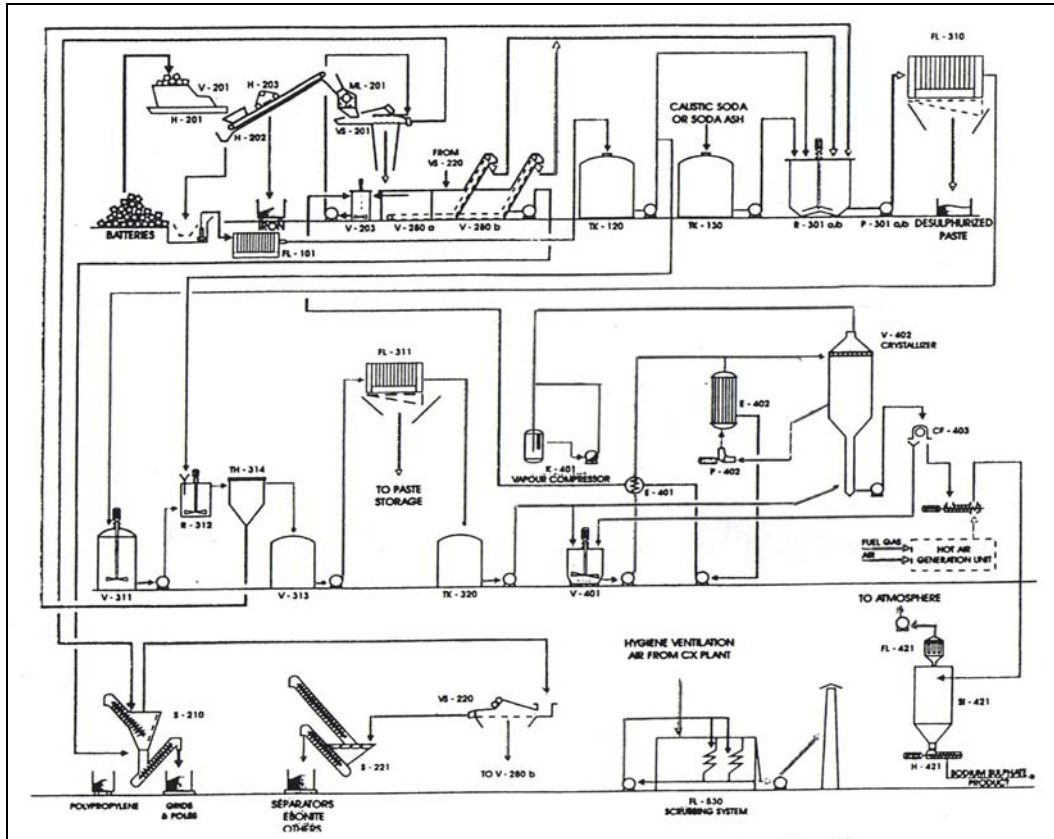 FL - 310
V - 201
H - 203
ML - 201
H - 201
H - 202
VS - 201
CAUSTIC SODA
OR SODA ASH
FROM
VS - 220
BATTERIES
IRON
FL - 101
V - 203
V - 280 a
V - 280 b
TK - 120
TK - 130
R - 301 a,b
P - 301 a/b
DESULPHURIZED
PASTE
V - 402
CRYSTALLIZER
FL - 311
E - 402
CF - 403
K - 401
VAPOUR COMPRESSOR
P - 402
TH - 314
TO PASTE
STORAGE
E - 401
R - 312
FUEL GAS
AIR
HOT AIR
GENERATION UNIT
V - 311
V - 313
TK - 320
V - 401
TO ATMOSPHERE
HYGIENE VENTILATION
AIR FROM CX PLANT
FL - 421
VS - 220
SI - 421
S - 210
S - 221
TO V - 280 b
H - 421
SODIUM SULPHATE
PRODUCT
POLYPROPYLENE
GRIDS
& POLES
SÉPARATORS
EBONITE
OTHERS
FL - 530
SCRUBBING SYSTEM